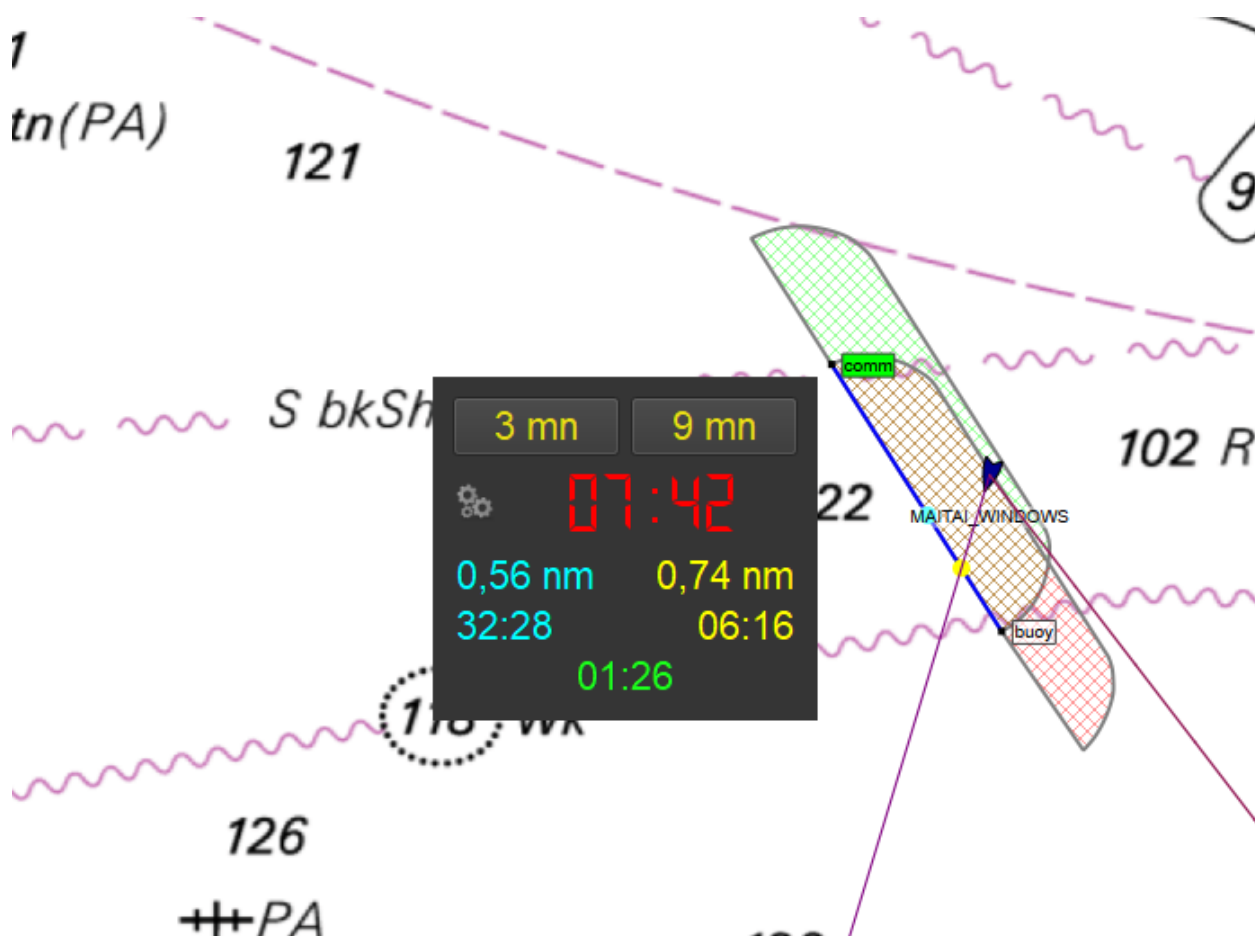 tn(PA)
121
9
comm
S bkSh
3 mn
9 mn
102 R
07:42
22
MAITAI_WINDOWS
0,56 nm
0,74 nm
32:28
06:16
buoy
01:26
118 Wk
126
PA